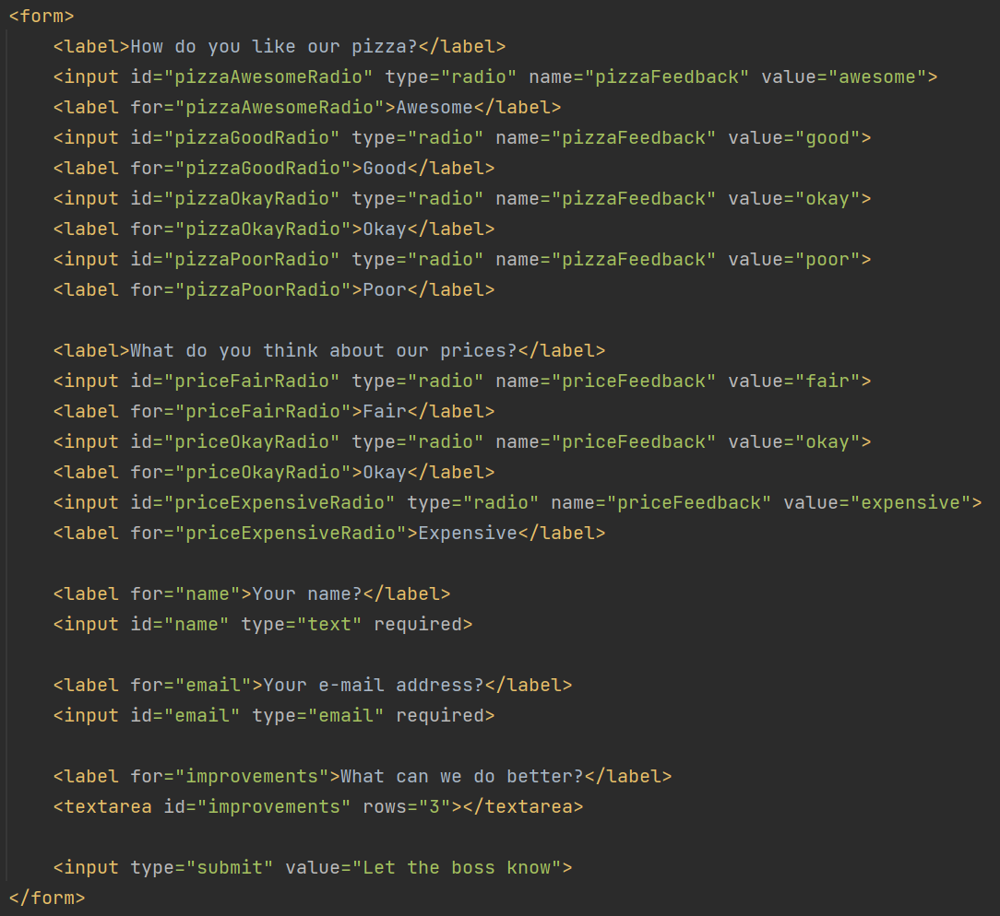 <form>
<label>How do you like our pizza?</label>
<input id="pizzaAwesomeRadio" type="radio" name="pizzaFeedback" value="awesome">
<label for="pizzaAwesomeRadio">Awesome</label>
<input id="pizzaGoodRadio" type="radio" name="pizzaFeedback" value="good">
<label for="pizzaGoodRadio">Good</label>
<input id="pizzaOkayRadio" type="radio" name="pizzaFeedback" value="okay">
<label for="pizzaOkayRadio">Okay</label>
<input id="pizzaPoorRadio" type="radio" name="pizzaFeedback" value="poor">
<label for="pizzaPoorRadio">Poor</label>
<label>What do you think about our prices?</label>
<input id="priceFairRadio" type="radio" name="priceFeedback" value="fair">
<label for="priceFairRadio">Fair</label>
<input id="priceOkayRadio" type="radio" name="priceFeedback" value="okay">
<label for="priceOkayRadio">Okay</label>
<input id="priceExpensiveRadio" type="radio" name="priceFeedback" value="expensive">
<label for="priceExpensiveRadio">Expensive</label>
<label for="name">Your name?</label>
<input id="name" type="text" required>
<label for="email">Your e-mail address?</label>
<input id="email" type="email" required>
<label for="improvements">What can we do better?</label>
<textarea id="improvements" rows="3"></textarea>
<input type="submit" value="Let the boss know">
</form>